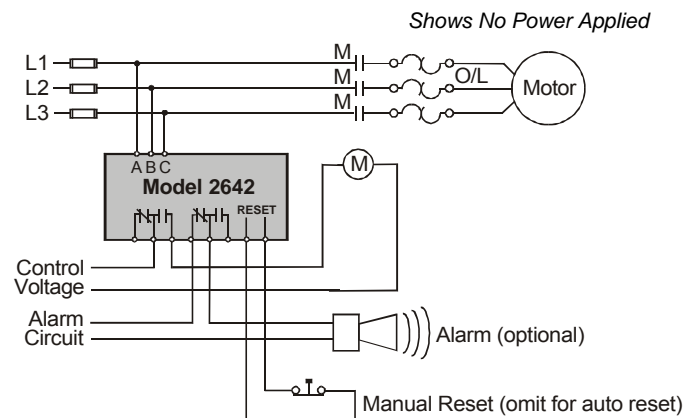 Shows No Power Applied
L1
M
L2
M
O/L
Motor
L3
M
A B C
Model 2642
RESET
M
Control
Voltage
Alarm
Circuit
Alarm (optional)
Manual Reset (omit for auto reset)